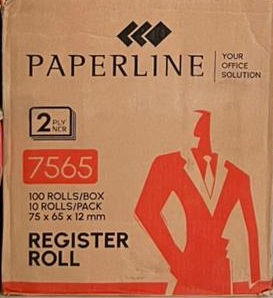 PAPERLINE
YOUR
OFFICE
SOLUTION
2 PLY
NCR
7565
100 ROLLS/BOX
10 ROLLS/PACK
75 x 65 x 12 mm
REGISTER
ROLL